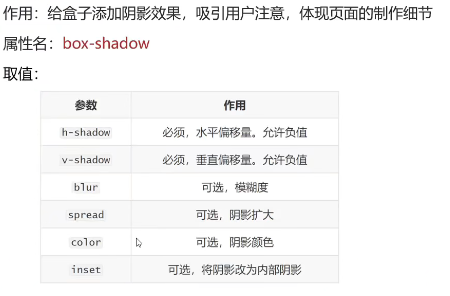 作用：给盒子添加阴影效果，吸引用户注意，体现页面的制作细节
属性名：box-shadow
取值：
参数 作用
h-shadow 必须，水平偏移量。允许负值
v-shadow 必须，垂直偏移量。允许负值
blur 可选，模糊度
spread 可选，阴影扩大
color 可选，阴影颜色
inset 可选，将阴影改为内部阴影